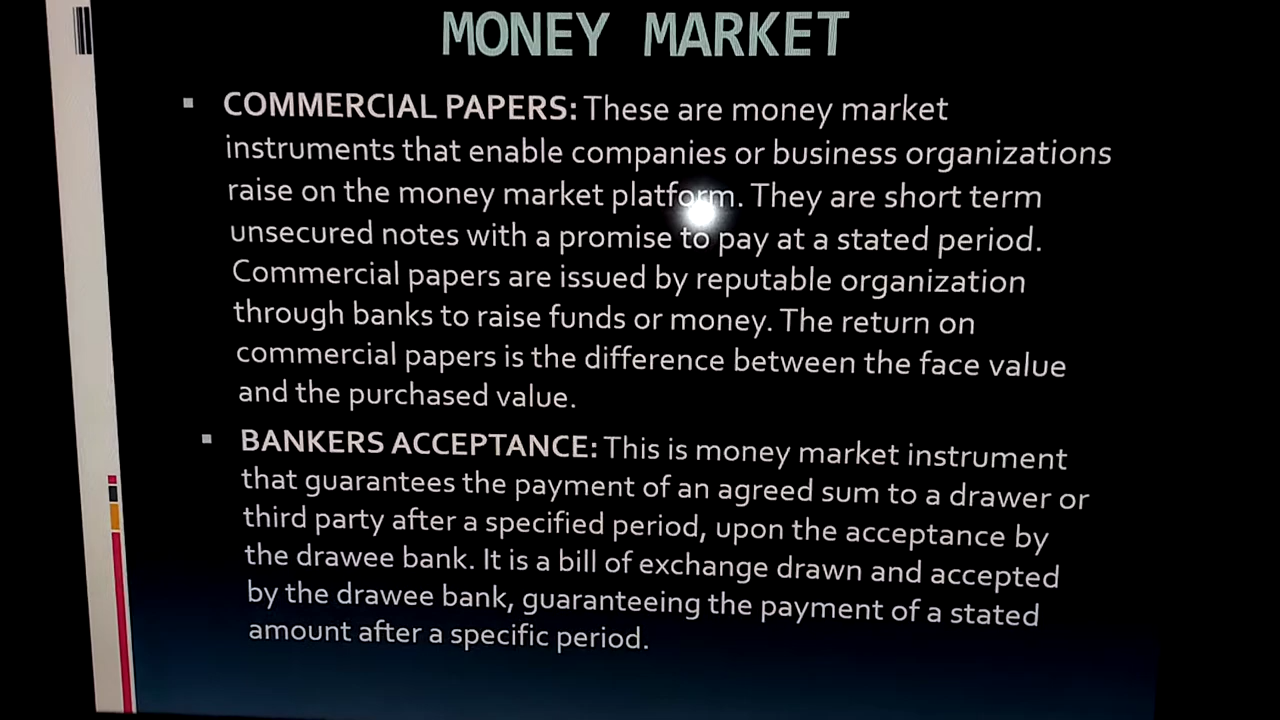 MONEY MARKET
▪ COMMERCIAL PAPERS: These are money market
instruments that enable companies or business organizations
raise on the money market platform. They are short term
unsecured notes with a promise to pay at a stated period.
Commercial papers are issued by reputable organization
through banks to raise funds or money. The return on
commercial papers is the difference between the face value
and the purchased value.
▪ BANKERS ACCEPTANCE: This is money market instrument
that guarantees the payment of an agreed sum to a drawer or
third party after a specified period, upon the acceptance by
the drawee bank. It is a bill of exchange drawn and accepted
by the drawee bank, guaranteeing the payment of a stated
amount after a specific period.